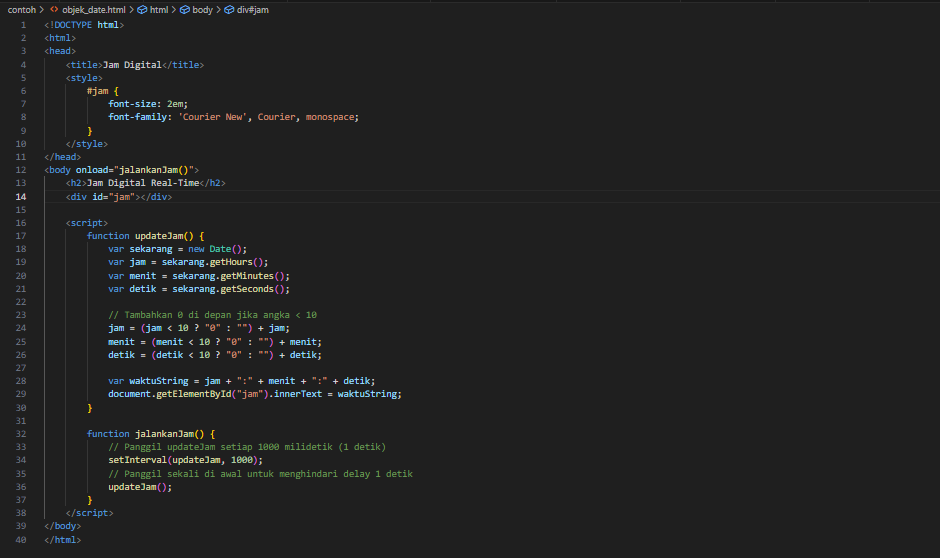 contoh > <> objek_date.html > html > body > div#jam
1 <!DOCTYPE html>
2 <html>
3 <head>
4     <title>Jam Digital</title>
5     <style>
6         #jam {
7             font-size: 2em;
8             font-family: 'Courier New', Courier, monospace;
9         }
10     </style>
11 </head>
12 <body onload="jalankanJam()">
13     <h2>Jam Digital Real-Time</h2>
14     <div id="jam"></div>
15
16     <script>
17         function updateJam() {
18             var sekarang = new Date();
19             var jam = sekarang.getHours();
20             var menit = sekarang.getMinutes();
21             var detik = sekarang.getSeconds();
22
23             // Tambahkan 0 di depan jika angka < 10
24             jam = (jam < 10 ? "0" : "") + jam;
25             menit = (menit < 10 ? "0" : "") + menit;
26             detik = (detik < 10 ? "0" : "") + detik;
27
28             var waktuString = jam + ":" + menit + ":" + detik;
29             document.getElementById("jam").innerText = waktuString;
30         }
31
32         function jalankanJam() {
33             // Panggil updateJam setiap 1000 milidetik (1 detik)
34             setInterval(updateJam, 1000);
35             // Panggil sekali di awal untuk menghindari delay 1 detik
36             updateJam();
37         }
38     </script>
39 </body>
40 </html>